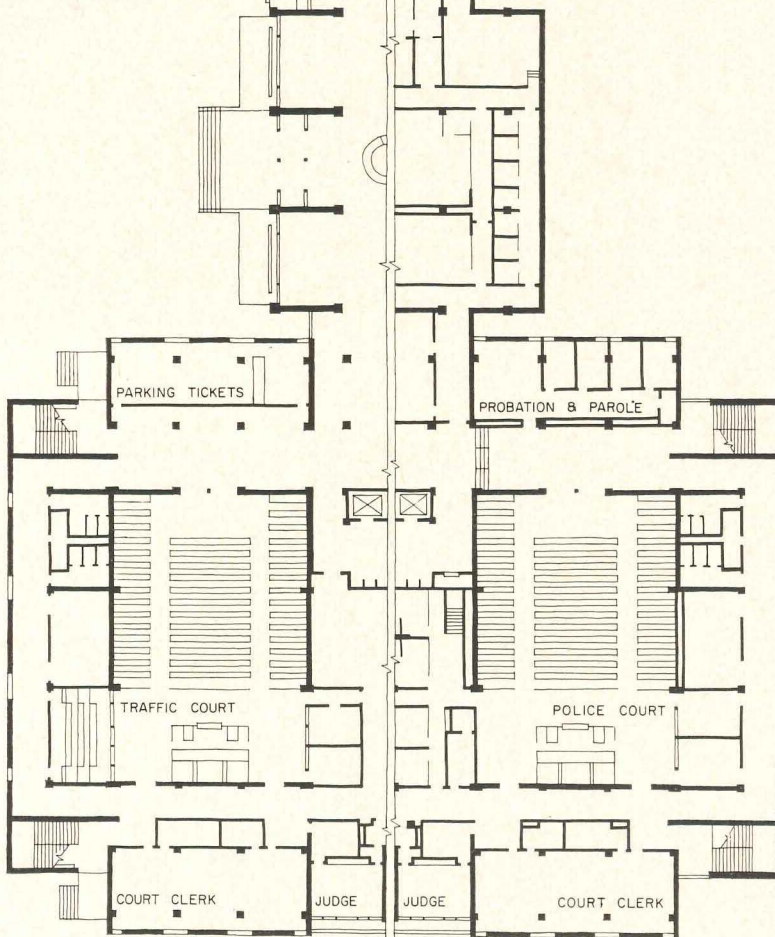 PARKING TICKETS
PROBATION & PAROLE
TRAFFIC COURT
POLICE COURT
COURT CLERK
JUDGE
JUDGE
COURT CLERK